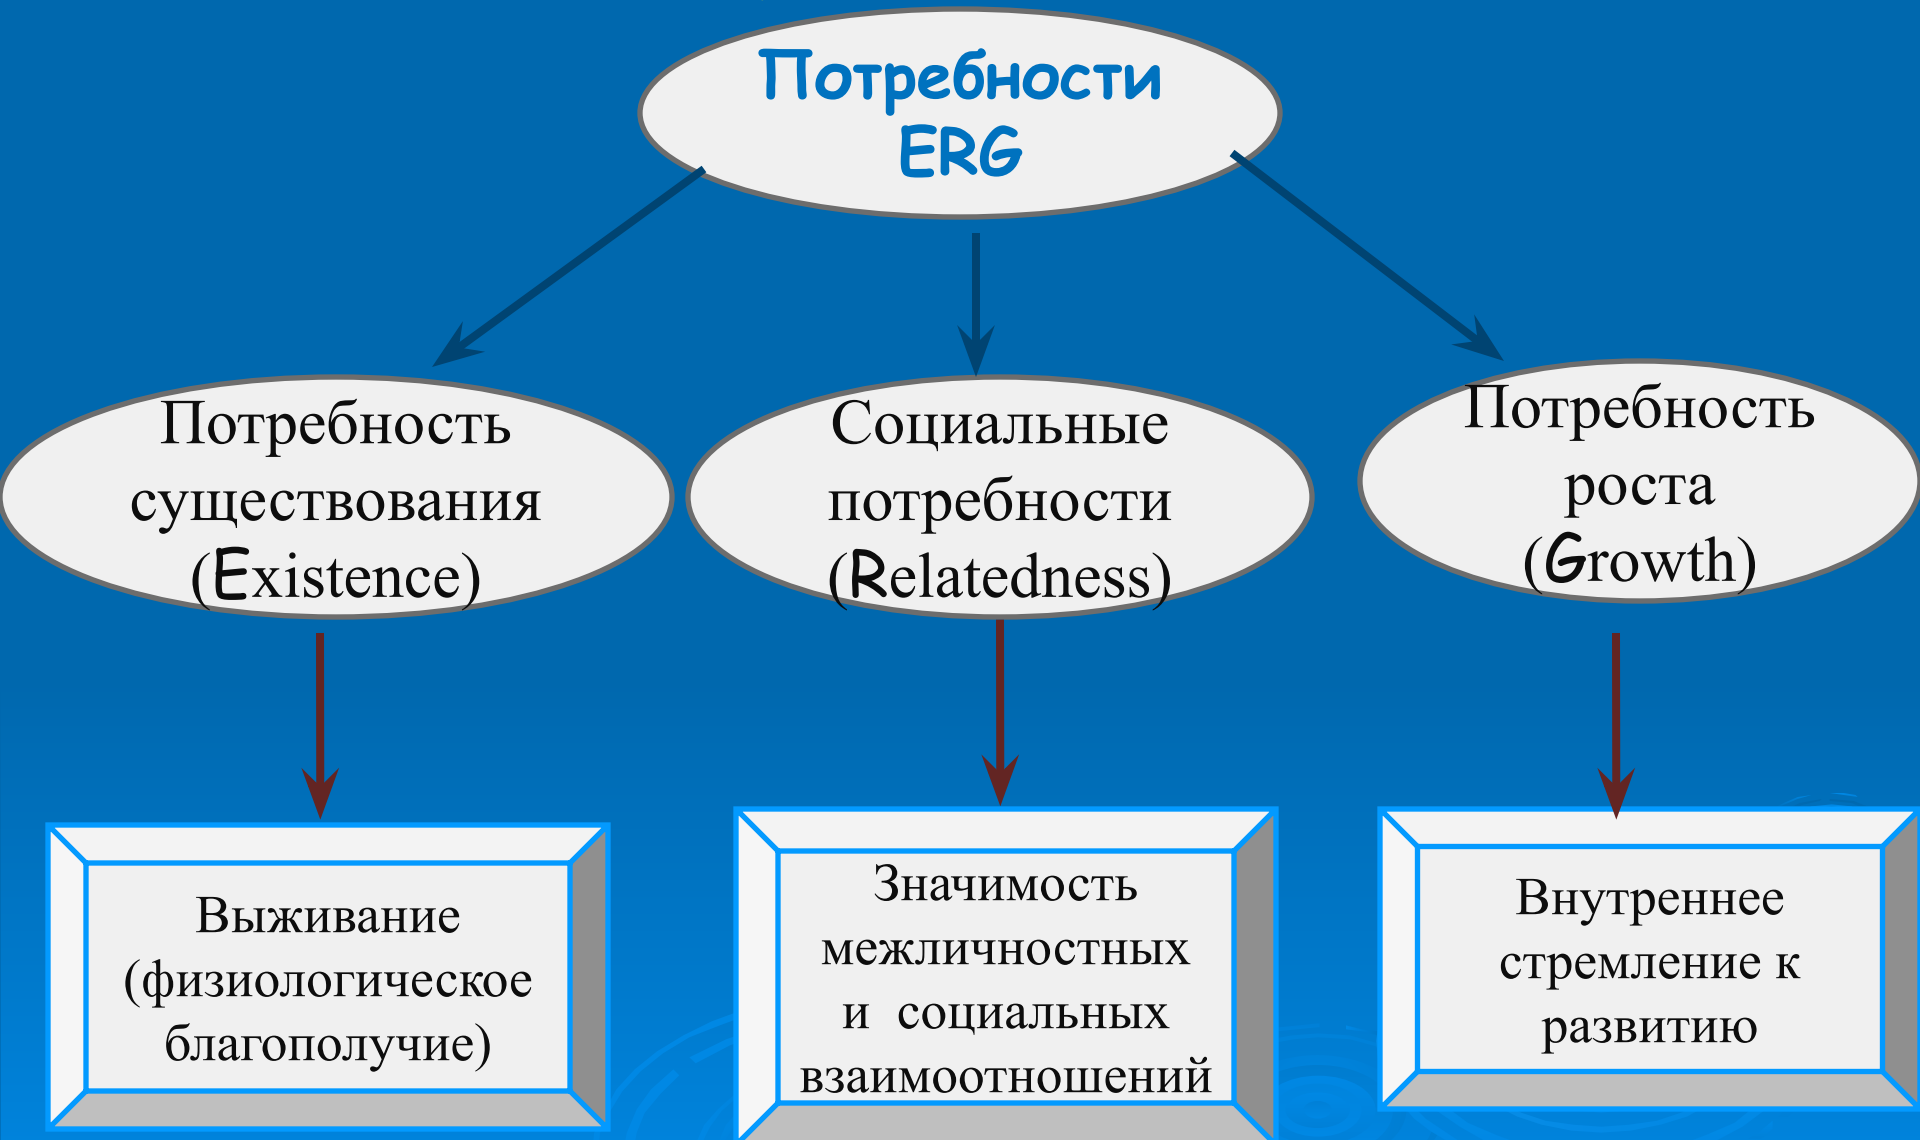 Потребности
ERG
Потребность
существования
(Existence)
Социальные
потребности
(Relatedness)
Потребность
роста
(Growth)
Выживание
(физиологическое
благополучие)
Значимость
межличностных
и социальных
взаимоотношений
Внутреннее
стремление к
развитию